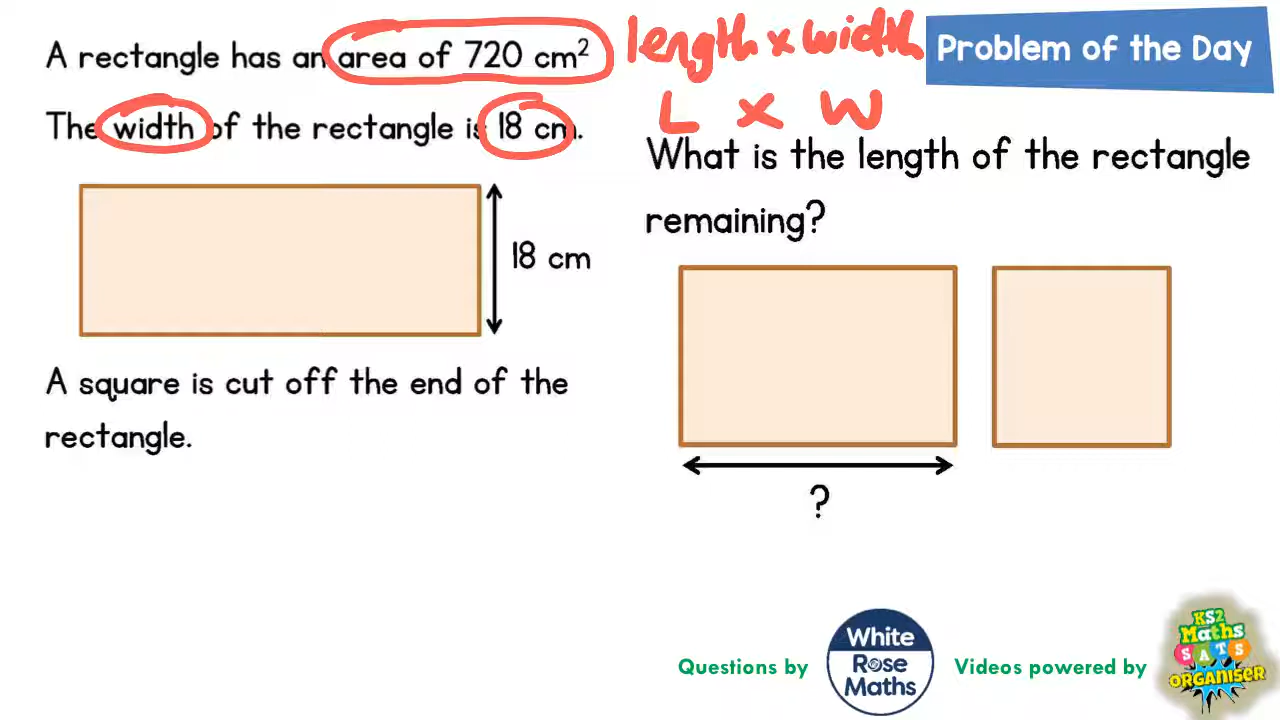 A rectangle has an area of 720 cm²
length x width
Problem of the Day
The width of the rectangle is 18 cm.
L x W
What is the length of the rectangle
remaining?
18 cm
A square is cut off the end of the
rectangle.
?
Questions by
White
Rose
Maths
Videos powered by
KS2
Maths
SATS
ORGANISER